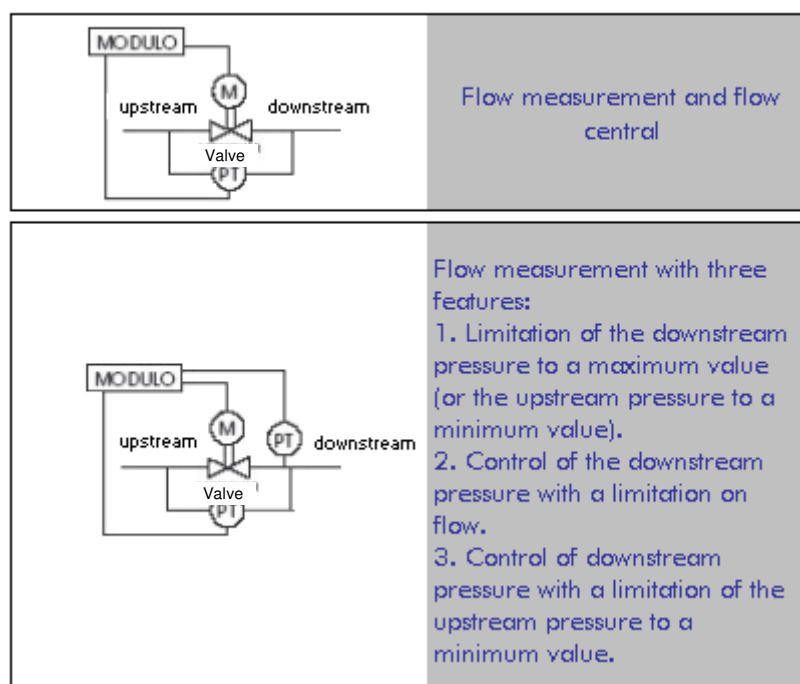 MODULO
M
upstream
downstream
Valve
PT
Flow measurement and flow
central
MODULO
M
upstream
PT
downstream
Valve
PT
Flow measurement with three
features:
1. Limitation of the downstream
pressure to a maximum value
(or the upstream pressure to a
minimum value).
2. Control of the downstream
pressure with a limitation on
flow.
3. Control of downstream
pressure with a limitation of the
upstream pressure to a
minimum value.